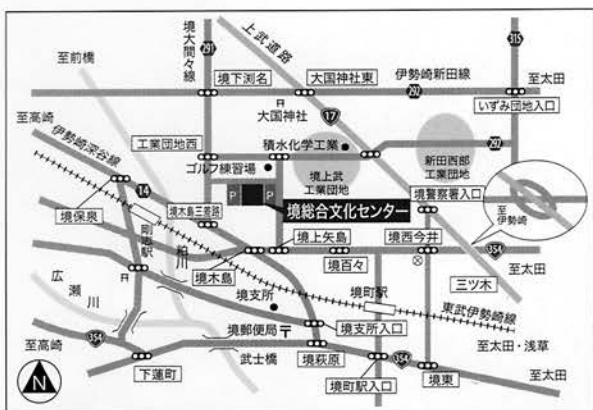 至前橋
境大間々線
291
上武道路
315
境下渕名
大国神社東
伊勢崎新田線
292
至太田
大国神社
17
いずみ団地入口
至高崎
伊勢崎深谷線
工業団地西
積水化学工業
292
ゴルフ練習場
境上武
工業団地
新田西部
工業団地
14
P
P
境総合文化センター
境警察署入口
境保泉
境木島三差路
剛志駅
粕川
至
伊勢崎
境上矢島
境西今井
354
境木島
境百々
三ツ木
至太田
広瀬川
境支所
境町駅
東武伊勢崎線
境郵便局〒
境支所入口
354
至高崎
武士橋
境萩原
354
至太田・浅草
下蓮町
境町駅入口
境東
至太田
N